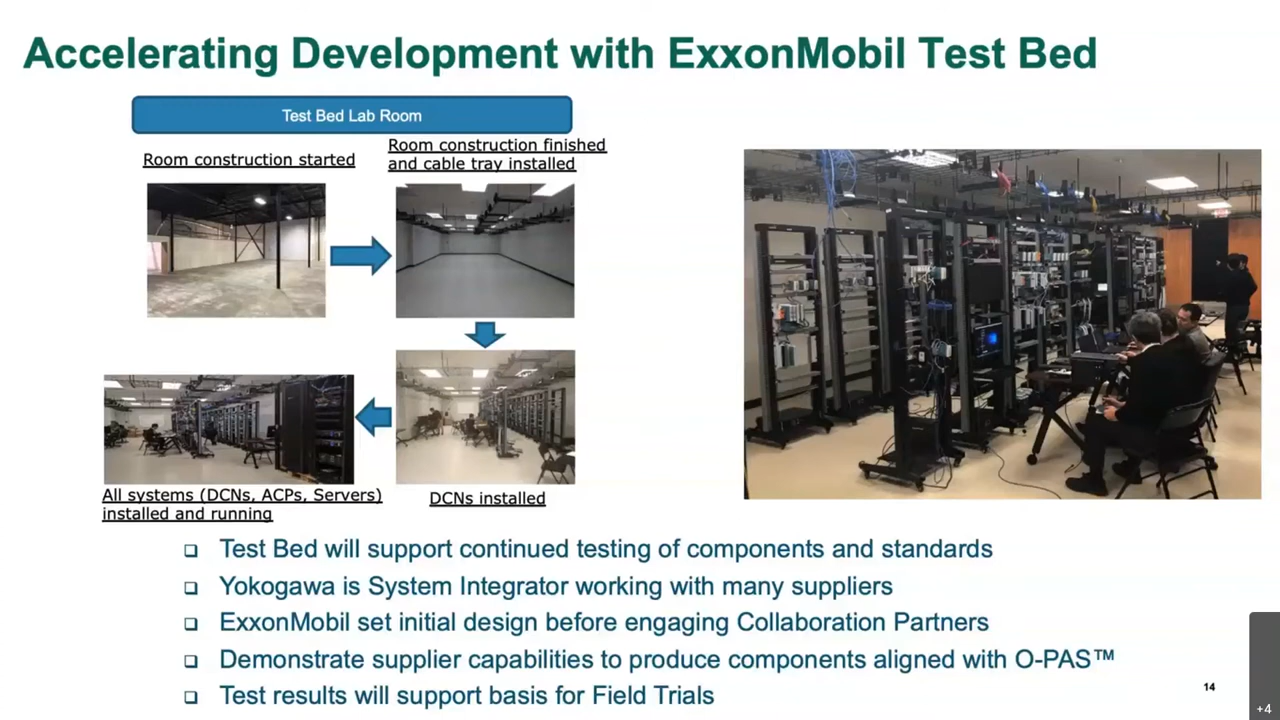 Accelerating Development with ExxonMobil Test Bed
Test Bed Lab Room
Room construction started
Room construction finished
and cable tray installed
All systems (DCNs, ACPs, Servers)
installed and running
DCNs installed
❑ Test Bed will support continued testing of components and standards
❑ Yokogawa is System Integrator working with many suppliers
❑ ExxonMobil set initial design before engaging Collaboration Partners
❑ Demonstrate supplier capabilities to produce components aligned with O-PAS™
❑ Test results will support basis for Field Trials
14
+4